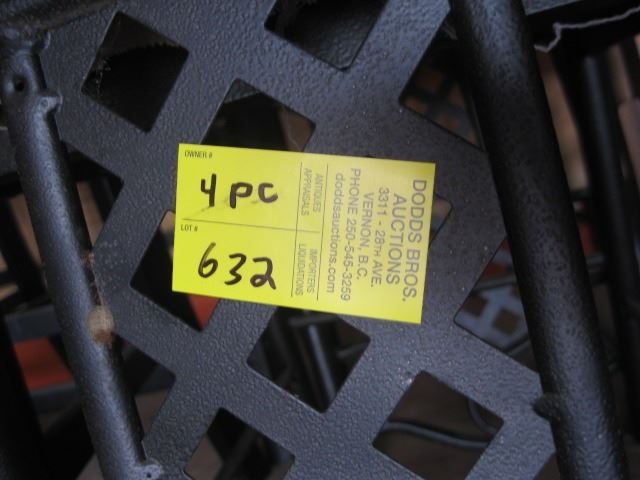 OWNER #
4 PC
LOT #
632
ANTIQUES
APPRAISALS
IMPORTERS
LIQUIDATIONS
DODDS BROS.
AUCTIONS
3311 - 28TH AVE.
VERNON, B.C.
PHONE 250-545-3259
doddsauctions.com